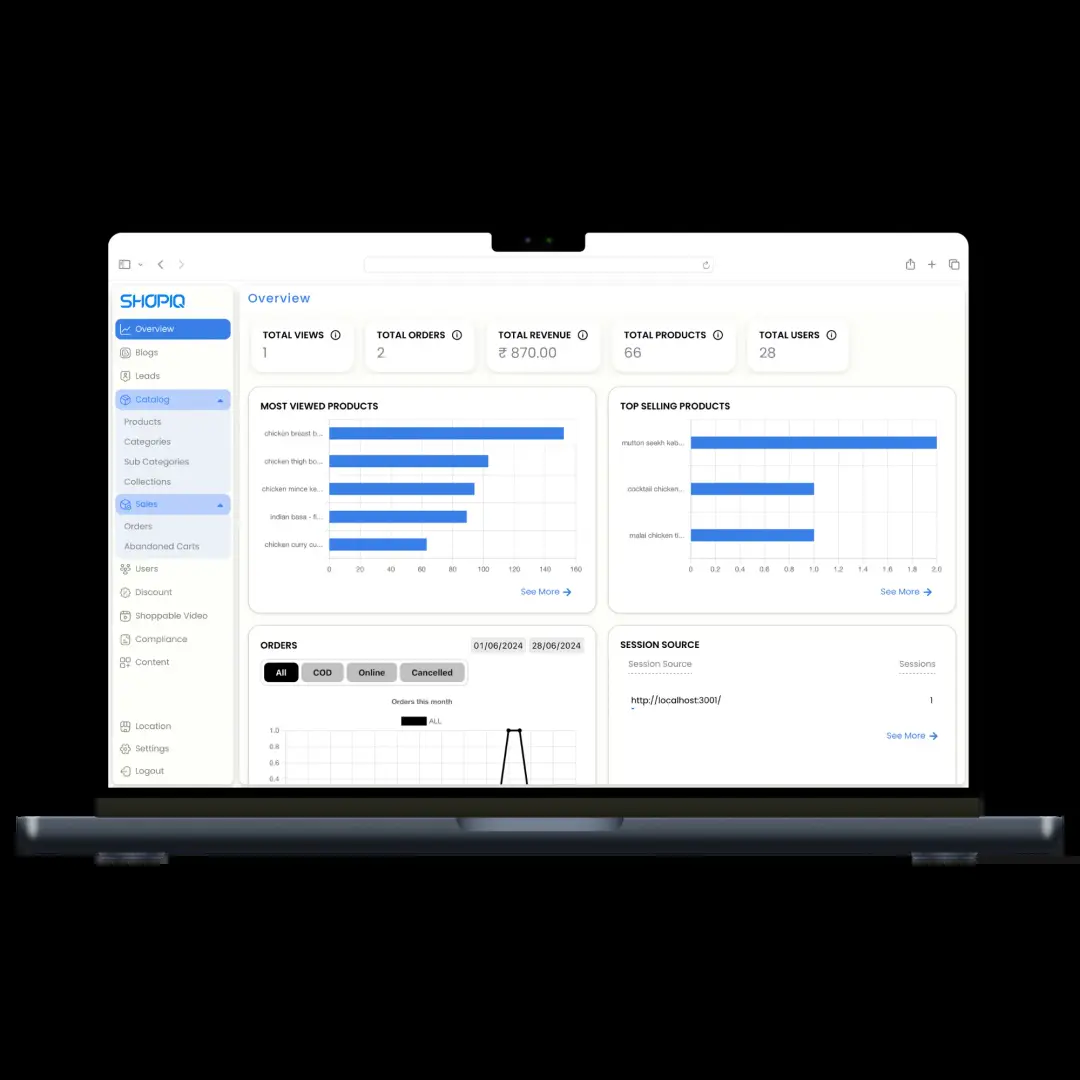 SHOPIQ
Overview
Blogs
Leads
Catalog
Products
Categories
Sub Categories
Collections
Sales
Orders
Abandoned Carts
Users
Discount
Shoppable Video
Compliance
Content
Location
Settings
Logout
Overview
TOTAL VIEWS
1
TOTAL ORDERS
2
TOTAL REVENUE
₹ 870.00
TOTAL PRODUCTS
66
TOTAL USERS
28
MOST VIEWED PRODUCTS
chicken breast b...
chicken thigh bo...
chicken mince ke...
indian basa - fi...
chicken curry cu...
0 20 40 60 80 100 120 140 160
See More
TOP SELLING PRODUCTS
mutton seekh keb...
cocktail chicken...
malai chicken ti...
0 0.2 0.4 0.6 0.8 1.0 1.2 1.4 1.6 1.8 2.0
See More
ORDERS
01/06/2024 28/06/2024
All COD Online Cancelled
Orders this month
ALL
1.0
0.8
0.6
0.4
SESSION SOURCE
Session Source Sessions
http://localhost:3001/ 1
-
See More